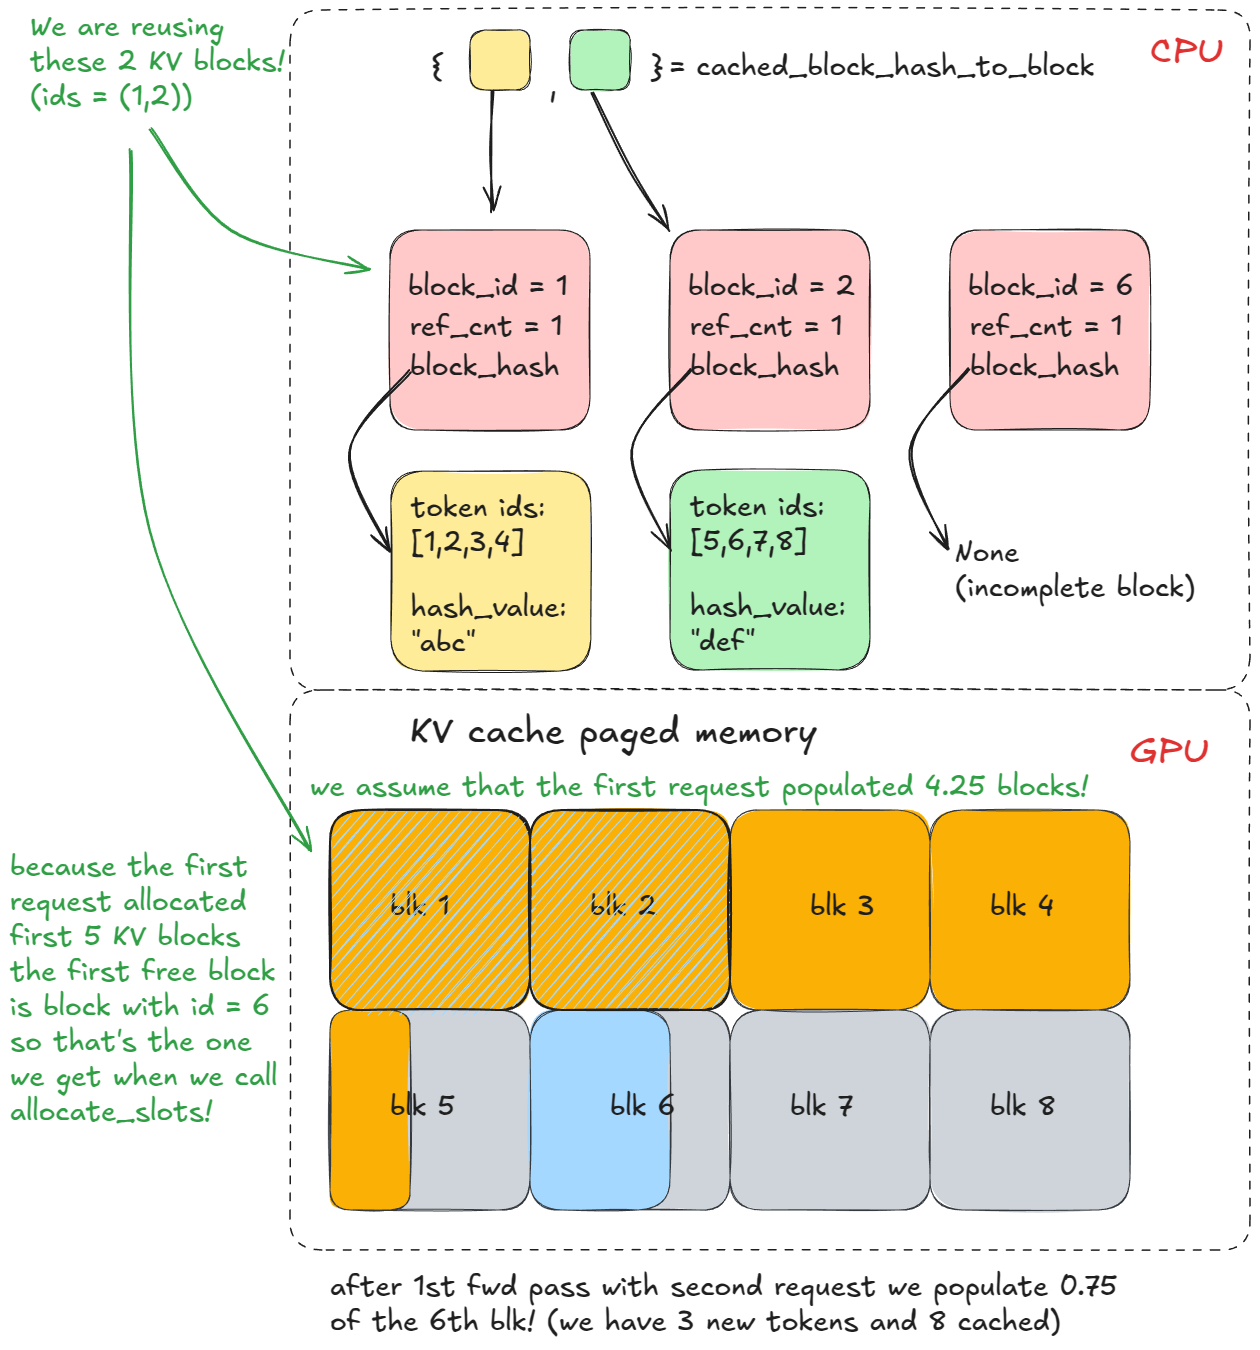 We are reusing
these 2 KV blocks!
(ids = (1,2))
{ , } = cached_block_hash_to_block
CPU
block_id = 1
ref_cnt = 1
block_hash
block_id = 2
ref_cnt = 1
block_hash
block_id = 6
ref_cnt = 1
block_hash
token ids:
[1,2,3,4]
hash_value:
"abc"
token ids:
[5,6,7,8]
hash_value:
"def"
None
(incomplete block)
KV cache paged memory
GPU
we assume that the first request populated 4.25 blocks!
because the first
request allocated
first 5 KV blocks
the first free block
is block with id = 6
so that's the one
we get when we call
allocate_slots!
blk 1
blk 2
blk 3
blk 4
blk 5
blk 6
blk 7
blk 8
after 1st fwd pass with second request we populate 0.75
of the 6th blk! (we have 3 new tokens and 8 cached)